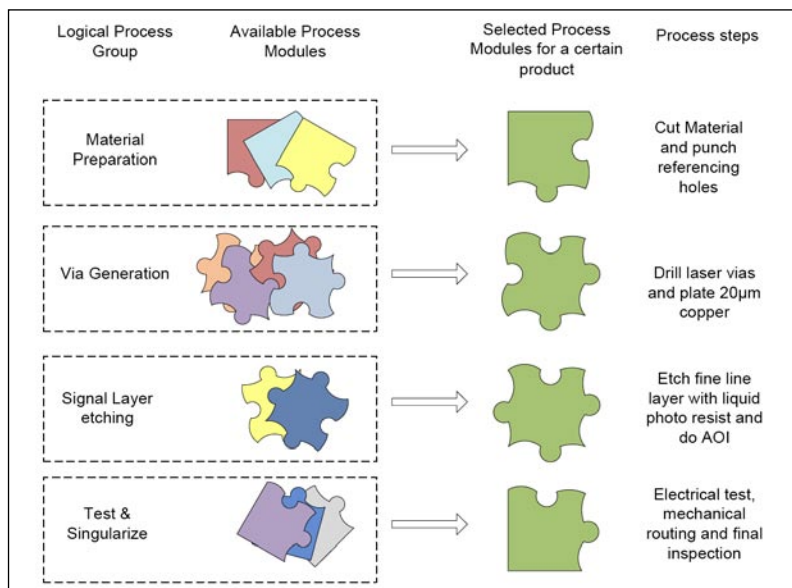 Logical Process
Group
Available Process
Modules
Selected Process
Modules for a certain
product
Process steps
Material
Preparation
Cut Material
and punch
referencing
holes
Via Generation
Drill laser vias
and plate 20µm
copper
Signal Layer
etching
Etch fine line
layer with liquid
photo resist and
do AOI
Test &
Singularize
Electrical test,
mechanical
routing and final
inspection